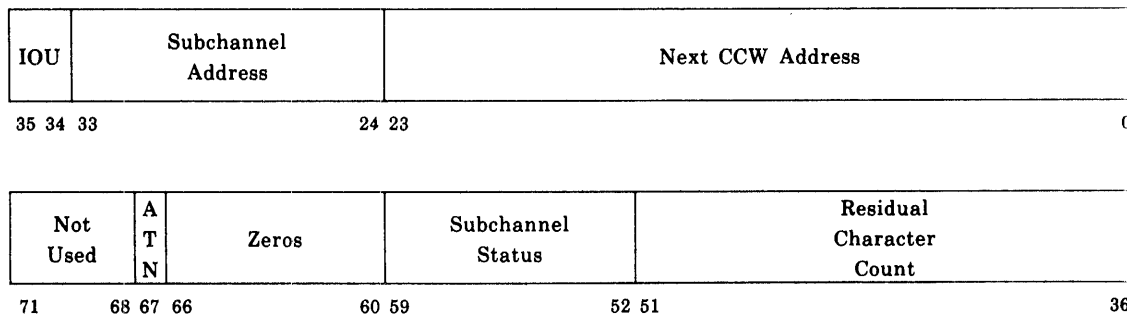 IOU
Subchannel
Address
Next CCW Address
35 34 33 24 23 0
Not
Used
A
T
N
Zeros
Subchannel
Status
Residual
Character
Count
71 68 67 66 60 59 52 51 36